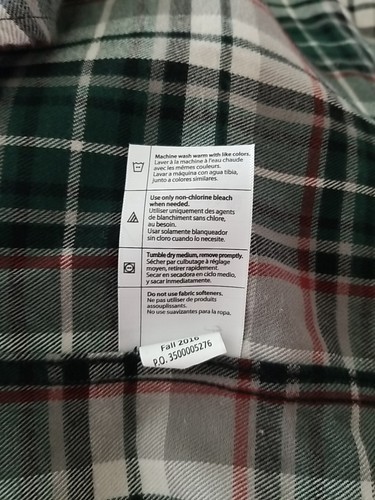 Machine wash warm with like colors.
Laver à la machine à l'eau chaude
avec les mêmes couleurs.
Lavar a máquina con agua tibia,
junto a colores similares.
Use only non-chlorine bleach
when needed.
Utiliser uniquement des agents
de blanchiment sans chlore,
au besoin.
Usar solamente blanqueador
sin cloro cuando lo necesite.
Tumble dry medium, remove promptly.
Sécher par culbutage à réglage
moyen, retirer rapidement.
Secar en secadora en ciclo medio,
y sacar inmediatamente.
Do not use fabric softeners.
Ne pas utiliser de produits
assouplissants.
No use suavizantes para la ropa.
Fall 2016
P.O. 3500005276